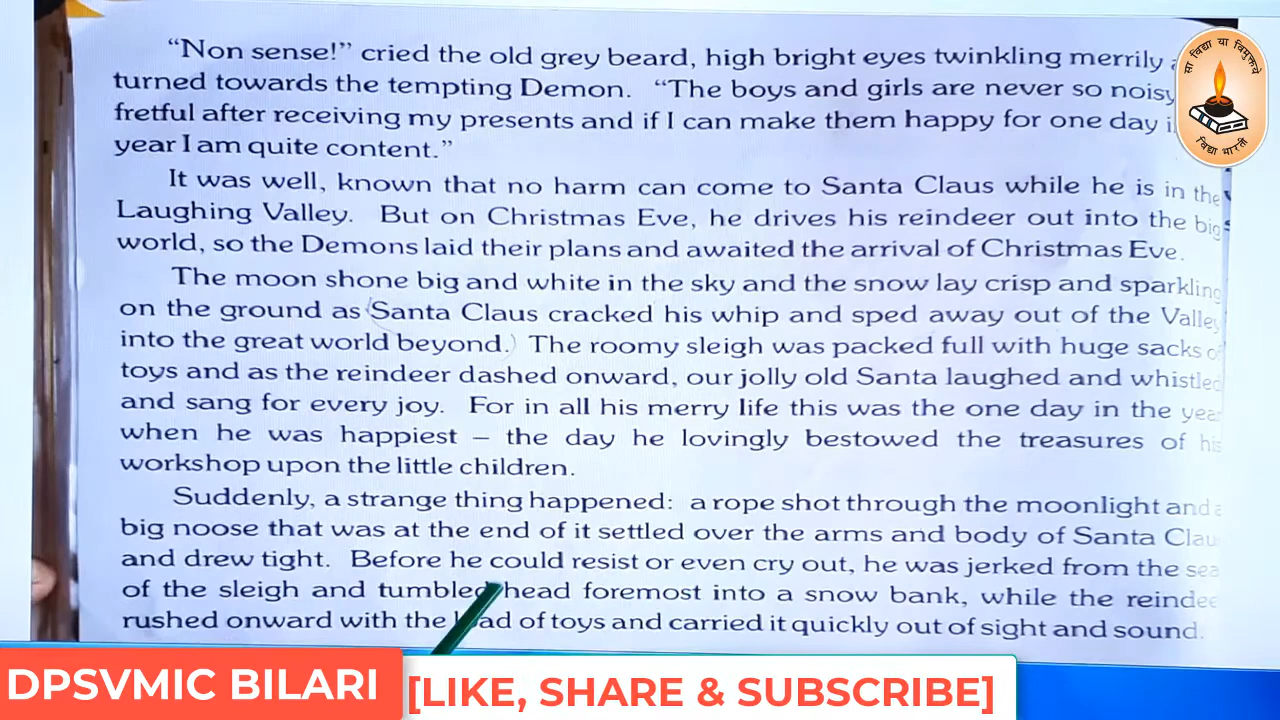 “Non sense!” cried the old grey beard, high bright eyes twinkling merrily
turned towards the tempting Demon. “The boys and girls are never so noisy
fretful after receiving my presents and if I can make them happy for one day
year I am quite content.”
It was well, known that no harm can come to Santa Claus while he is in the
Laughing Valley. But on Christmas Eve, he drives his reindeer out into the big
world, so the Demons laid their plans and awaited the arrival of Christmas Eve.
The moon shone big and white in the sky and the snow lay crisp and sparkling
on the ground as (Santa Claus cracked his whip and sped away out of the Valley
into the great world beyond.) The roomy sleigh was packed full with huge sacks of
toys and as the reindeer dashed onward, our jolly old Santa laughed and whistled
and sang for every joy. For in all his merry life this was the one day in the year
when he was happiest – the day he lovingly bestowed the treasures of his
workshop upon the little children.
Suddenly, a strange thing happened: a rope shot through the moonlight and a
big noose that was at the end of it settled over the arms and body of Santa Clau
and drew tight. Before he could resist or even cry out, he was jerked from the sea
of the sleigh and tumbled head foremost into a snow bank, while the reindee
rushed onward with the load of toys and carried it quickly out of sight and sound.
सा विद्या या विमुक्तये
विद्या भारती
DPSVMIC BILARI
[LIKE, SHARE & SUBSCRIBE]